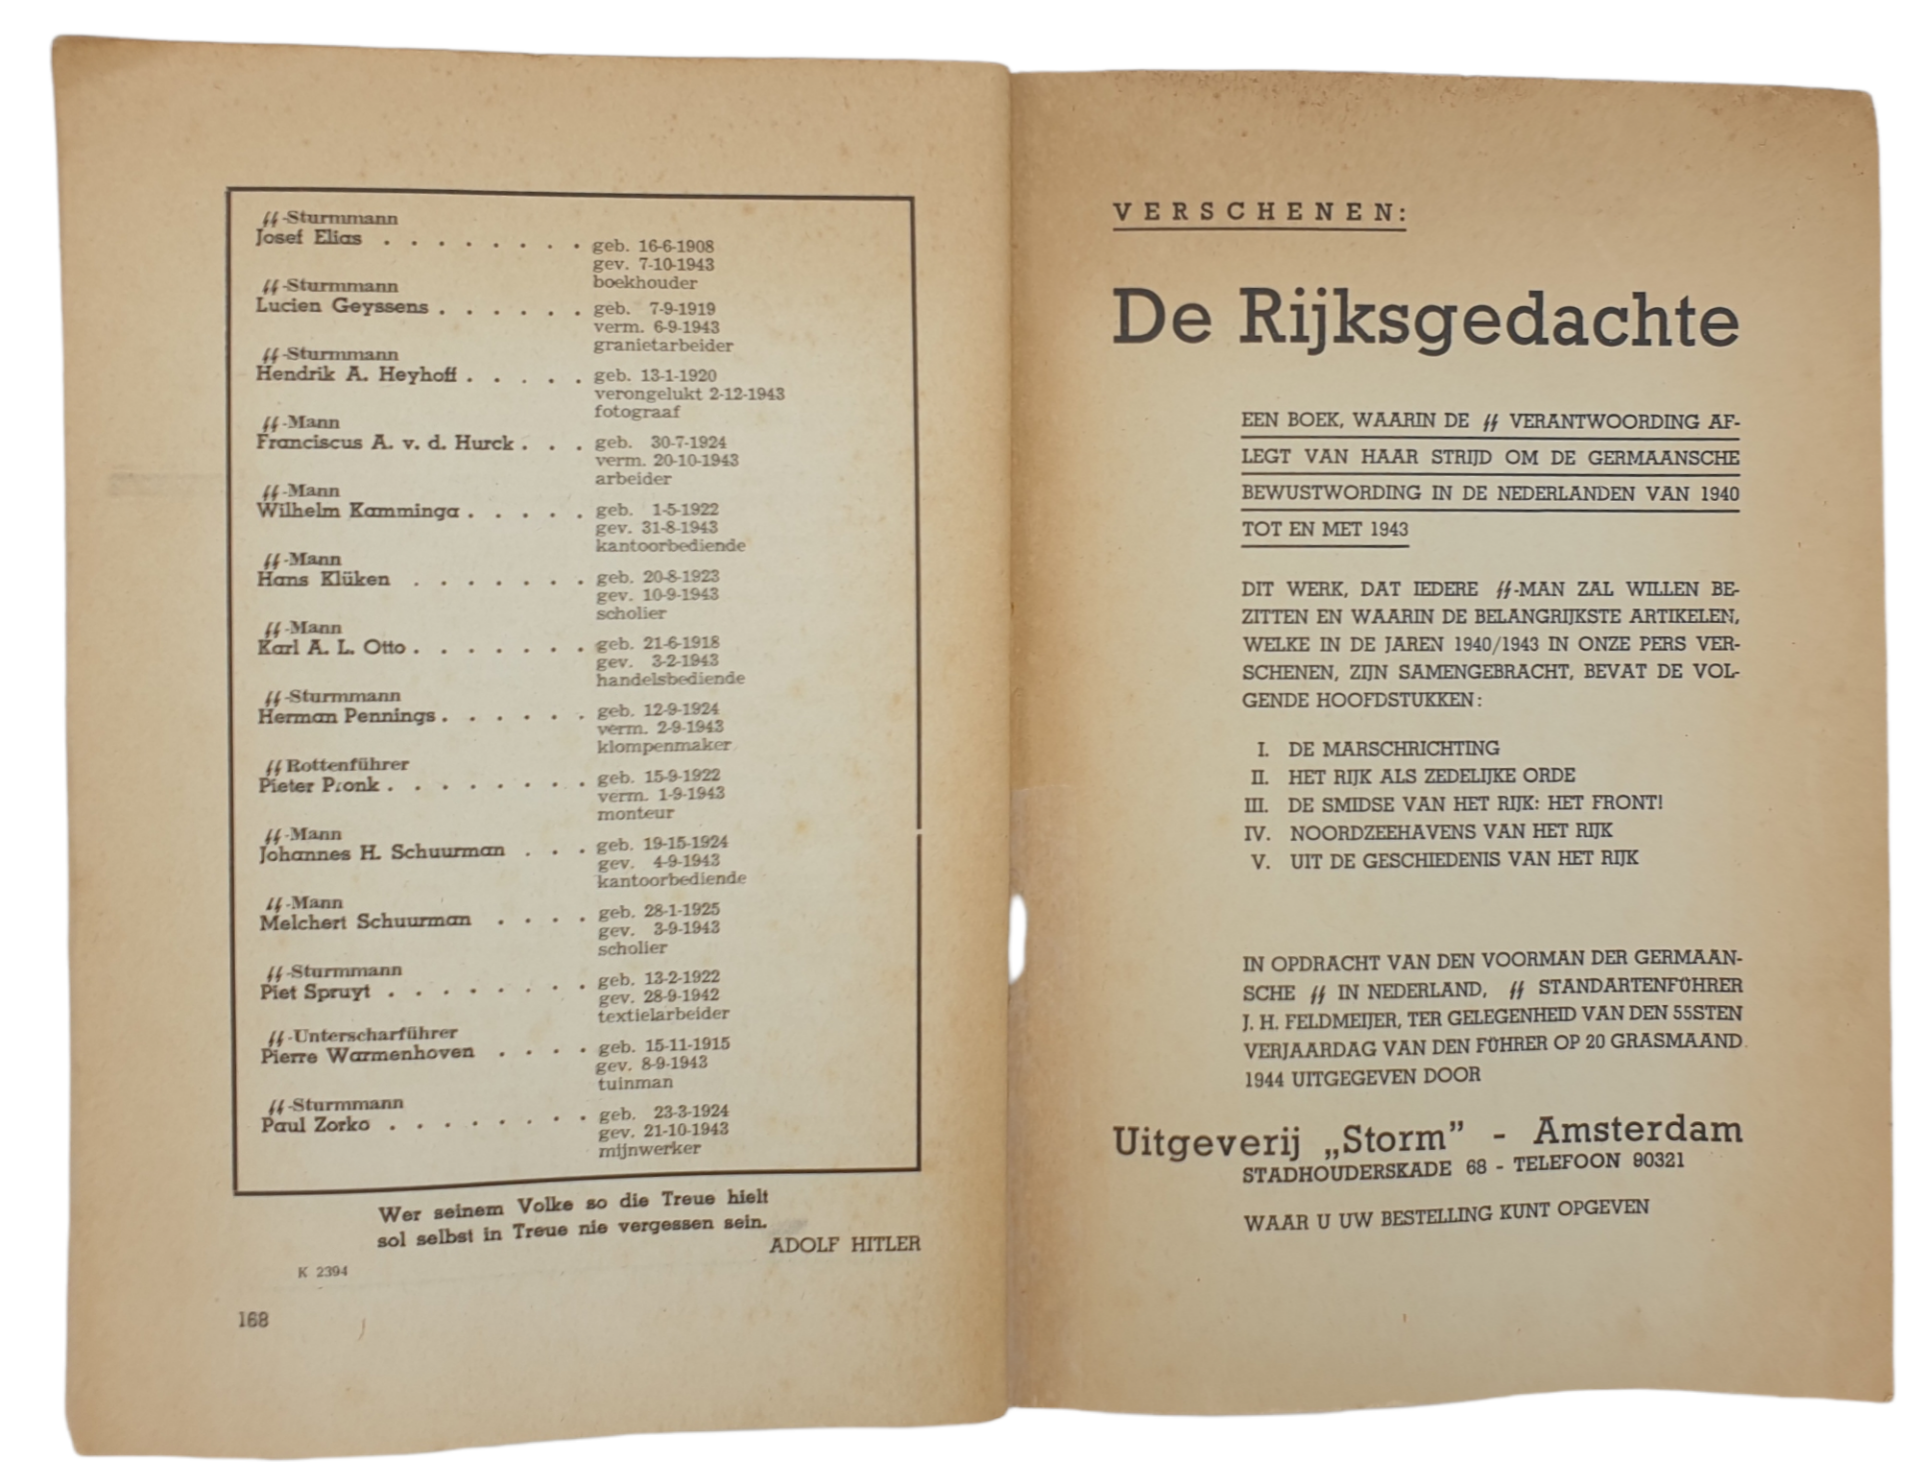 ᛋᛋ-Sturmmann
Josef Elias . . . . . . . . geb. 16-6-1908
gev. 7-10-1943
boekhouder
ᛋᛋ-Sturmmann
Lucien Geyssens . . . . . . geb. 7-9-1919
verm. 6-9-1943
granietarbeider
ᛋᛋ-Sturmmann
Hendrik A. Heyhoff . . . . . geb. 13-1-1920
verongelukt 2-12-1943
fotograaf
ᛋᛋ-Mann
Franciscus A. v. d. Hurck . . . geb. 30-7-1924
verm. 20-10-1943
arbeider
ᛋᛋ-Mann
Wilhelm Kamminga . . . . . geb. 1-5-1922
gev. 31-8-1943
kantoorbediende
ᛋᛋ-Mann
Hans Klüken . . . . . . . geb. 20-8-1923
gev. 10-9-1943
scholier
ᛋᛋ-Mann
Karl A. L. Otto . . . . . . . geb. 21-6-1918
gev. 3-2-1943
handelsbediende
ᛋᛋ-Sturmmann
Herman Pennings . . . . . . geb. 12-9-1924
verm. 2-9-1943
klompenmaker
ᛋᛋ Rottenführer
Pieter Pronk . . . . . . . . geb. 15-9-1922
verm. 1-9-1943
monteur
ᛋᛋ-Mann
Johannes H. Schuurman . . . geb. 19-15-1924
gev. 4-9-1943
kantoorbediende
ᛋᛋ-Mann
Melchert Schuurman . . . . geb. 28-1-1925
gev. 3-9-1943
scholier
ᛋᛋ-Sturmmann
Piet Spruyt . . . . . . . . geb. 13-2-1922
gev. 28-9-1942
textielarbeider
ᛋᛋ-Unterscharführer
Pierre Warmenhoven . . . . geb. 15-11-1915
gev. 8-9-1943
tuinman
ᛋᛋ-Sturmmann
Paul Zorko . . . . . . . . geb. 23-3-1924
gev. 21-10-1943
mijnwerker
Wer seinem Volke so die Treue hielt
sol selbst in Treue nie vergessen sein.
ADOLF HITLER
K 2394
168
VERSCHENEN:
De Rijksgedachte
EEN BOEK, WAARIN DE ᛋᛋ VERANTWOORDING AF-
LEGT VAN HAAR STRIJD OM DE GERMAANSCHE
BEWUSTWORDING IN DE NEDERLANDEN VAN 1940
TOT EN MET 1943
DIT WERK, DAT IEDERE ᛋᛋ-MAN ZAL WILLEN BE-
ZITTEN EN WAARIN DE BELANGRIJKSTE ARTIKELEN,
WELKE IN DE JAREN 1940/1943 IN ONZE PERS VER-
SCHENEN, ZIJN SAMENGEBRACHT, BEVAT DE VOL-
GENDE HOOFDSTUKKEN:
I. DE MARSCHRICHTING
II. HET RIJK ALS ZEDELIJKE ORDE
III. DE SMIDSE VAN HET RIJK: HET FRONT!
IV. NOORDZEEHAVENS VAN HET RIJK
V. UIT DE GESCHIEDENIS VAN HET RIJK
IN OPDRACHT VAN DEN VOORMAN DER GERMAAN-
SCHE ᛋᛋ IN NEDERLAND, ᛋᛋ STANDARTENFÜHRER
J. H. FELDMEIJER, TER GELEGENHEID VAN DEN 55STEN
VERJAARDAG VAN DEN FÜHRER OP 20 GRASMAAND
1944 UITGEGEVEN DOOR
Uitgeverij „Storm” - Amsterdam
STADHOUDERSKADE 68 - TELEFOON 90321
WAAR U UW BESTELLING KUNT OPGEVEN